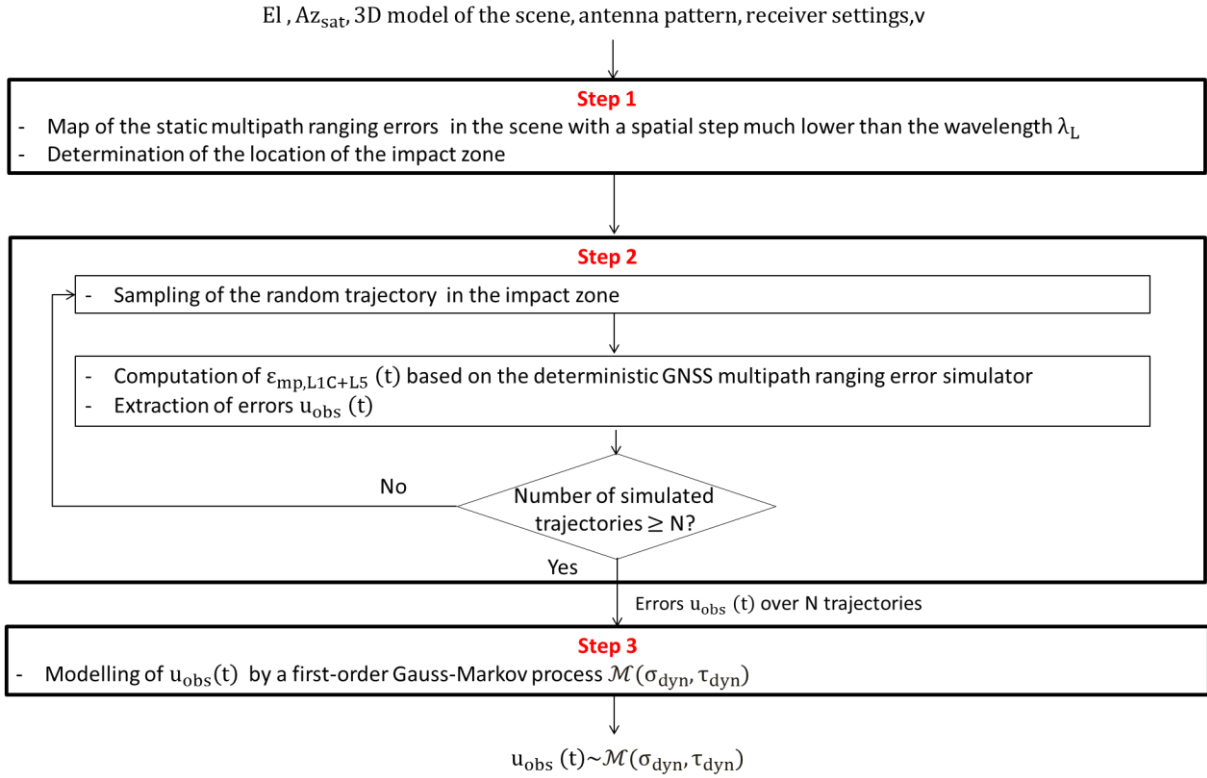 El , Az_sat, 3D model of the scene, antenna pattern, receiver settings,v
Step 1
- Map of the static multipath ranging errors in the scene with a spatial step much lower than the wavelength λ_L
- Determination of the location of the impact zone
Step 2
- Sampling of the random trajectory in the impact zone
- Computation of ε_mp,L1C+L5 (t) based on the deterministic GNSS multipath ranging error simulator
- Extraction of errors u_obs (t)
No
Number of simulated
trajectories ≥ N?
Yes
Errors u_obs (t) over N trajectories
Step 3
- Modelling of u_obs(t) by a first-order Gauss-Markov process ℳ(σ_dyn, τ_dyn)
u_obs (t)~ℳ(σ_dyn, τ_dyn)